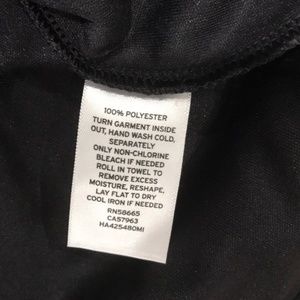 100% POLYESTER
TURN GARMENT INSIDE
OUT, HAND WASH COLD,
SEPARATELY
ONLY NON-CHLORINE
BLEACH IF NEEDED
ROLL IN TOWEL TO
REMOVE EXCESS
MOISTURE, RESHAPE,
LAY FLAT TO DRY
COOL IRON IF NEEDED
RN58665
CA57963
HA425480MI